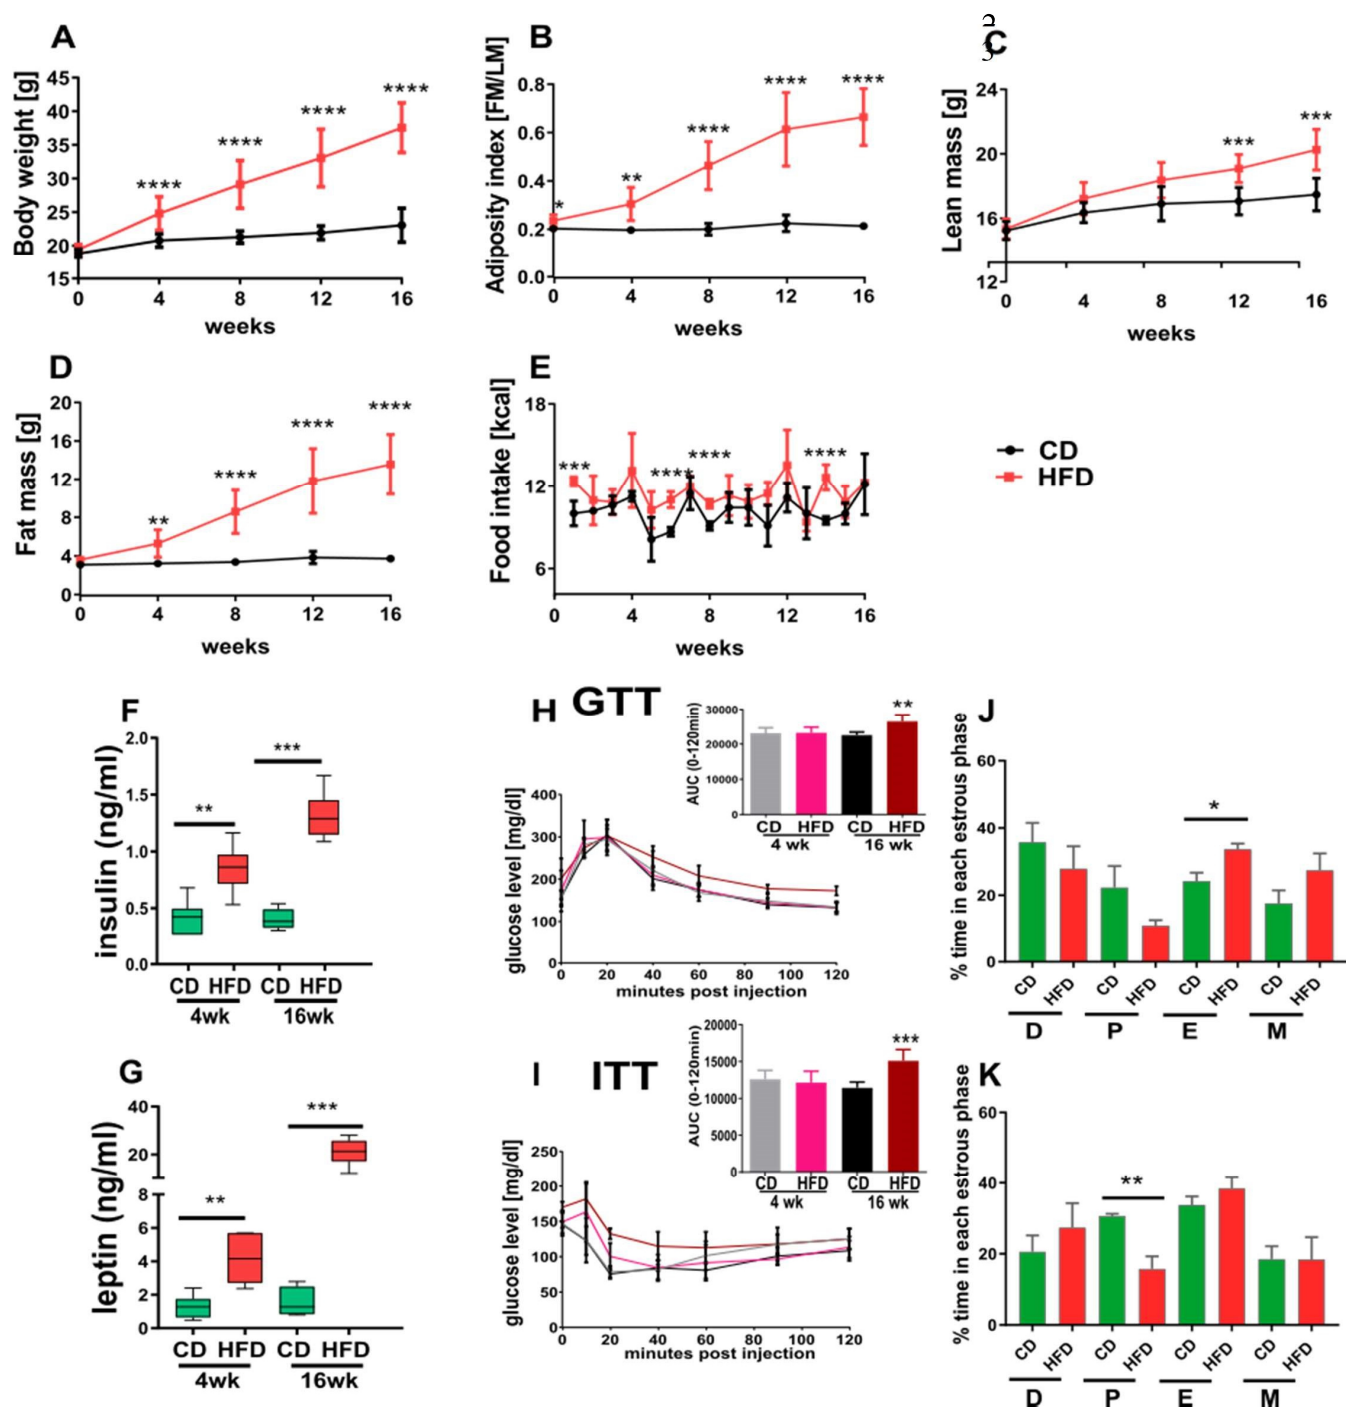 A
Body weight [g]
45
40
35
30
25
20
15
****
****
****
****
0 4 8 12 16
weeks
B
Adiposity index [FM/LM]
0.8
0.6
0.4
0.2
0.0
*
**
****
****
****
0 4 8 12 16
weeks
C
Lean mass [g]
24
20
16
12
***
***
0 4 8 12 16
weeks
D
Fat mass [g]
20
16
12
8
4
0
**
****
****
****
0 4 8 12 16
weeks
E
Food intake [kcal]
18
12
6
***
****
****
****
0 4 8 12 16
weeks
CD
HFD
F
insulin (ng/ml)
2.0
1.5
1.0
0.5
0.0
**
***
CD HFD CD HFD
4wk 16wk
G
leptin (ng/ml)
40
20
8
6
4
2
0
**
***
CD HFD CD HFD
4wk 16wk
H GTT
glucose level [mg/dl]
400
300
200
100
0
0 20 40 60 80 100 120
minutes post injection
AUC (0-120min)
30000
20000
10000
0
**
CD HFD CD HFD
4 wk 16 wk
I ITT
glucose level [mg/dl]
250
200
150
100
50
0
0 20 40 60 80 100 120
minutes post injection
AUC (0-120min)
20000
15000
10000
5000
0
***
CD HFD CD HFD
4 wk 16 wk
J
% time in each estrous phase
60
40
20
0
*
CD HFD CD HFD CD HFD CD HFD
D P E M
K
% time in each estrous phase
60
40
20
0
**
CD HFD CD HFD CD HFD CD HFD
D P E M